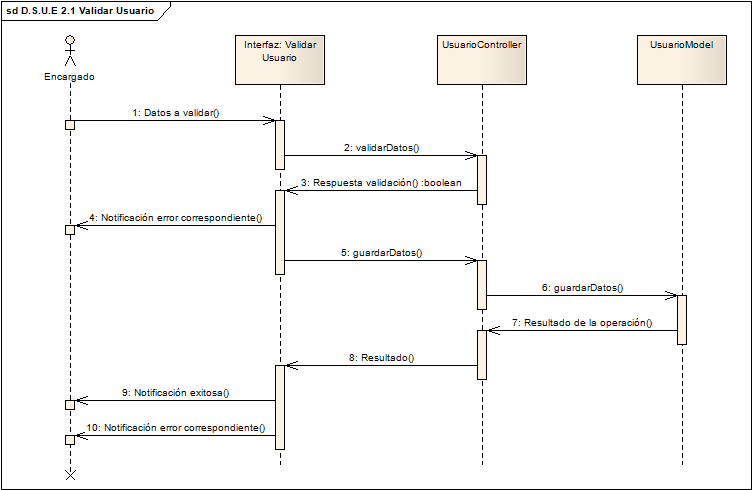 sd D.S.U.E 2.1 Validar Usuario
Encargado
Interfaz: Validar
Usuario
UsuarioController
UsuarioModel
1: Datos a validar()
2: validarDatos()
3: Respuesta validación() :boolean
4: Notificación error correspondiente()
5: guardarDatos()
6: guardarDatos()
7: Resultado de la operación()
8: Resultado()
9: Notificación exitosa()
10: Notificación error correspondiente()